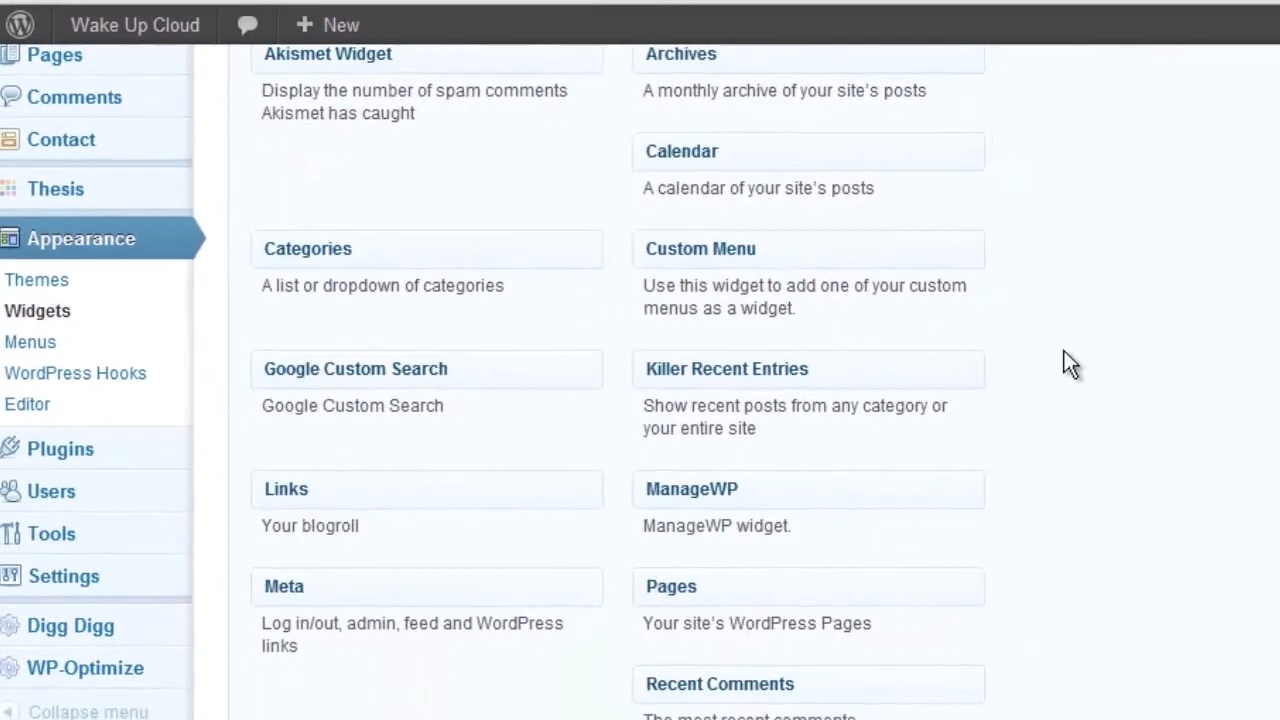 Wake Up Cloud
New
Pages
Comments
Contact
Thesis
Appearance
Themes
Widgets
Menus
WordPress Hooks
Editor
Plugins
Users
Tools
Settings
Digg Digg
WP-Optimize
Collapse menu
Akismet Widget
Display the number of spam comments
Akismet has caught
Archives
A monthly archive of your site's posts
Calendar
A calendar of your site's posts
Categories
A list or dropdown of categories
Custom Menu
Use this widget to add one of your custom
menus as a widget.
Google Custom Search
Google Custom Search
Killer Recent Entries
Show recent posts from any category or
your entire site
Links
Your blogroll
ManageWP
ManageWP widget.
Meta
Log in/out, admin, feed and WordPress
links
Pages
Your site's WordPress Pages
Recent Comments
The most recent comments